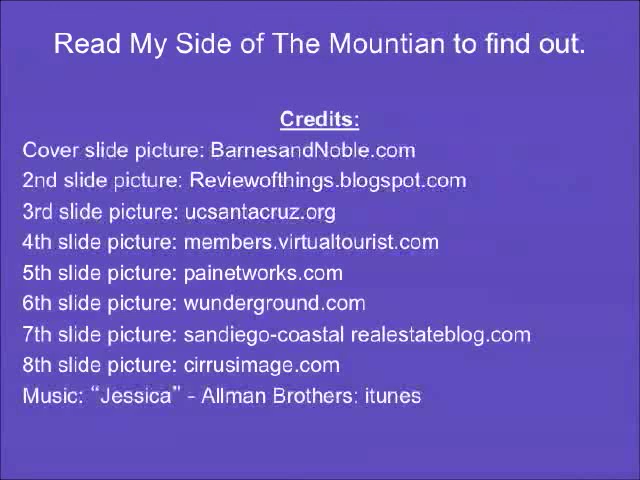 Read My Side of The Mountian to find out.
Credits:
Cover slide picture: BarnesandNoble.com
2nd slide picture: Reviewofthings.blogspot.com
3rd slide picture: ucsantacruz.org
4th slide picture: members.virtualtourist.com
5th slide picture: painetworks.com
6th slide picture: wunderground.com
7th slide picture: sandiego-coastal realestateblog.com
8th slide picture: cirrusimage.com
Music: “Jessica” - Allman Brothers: itunes